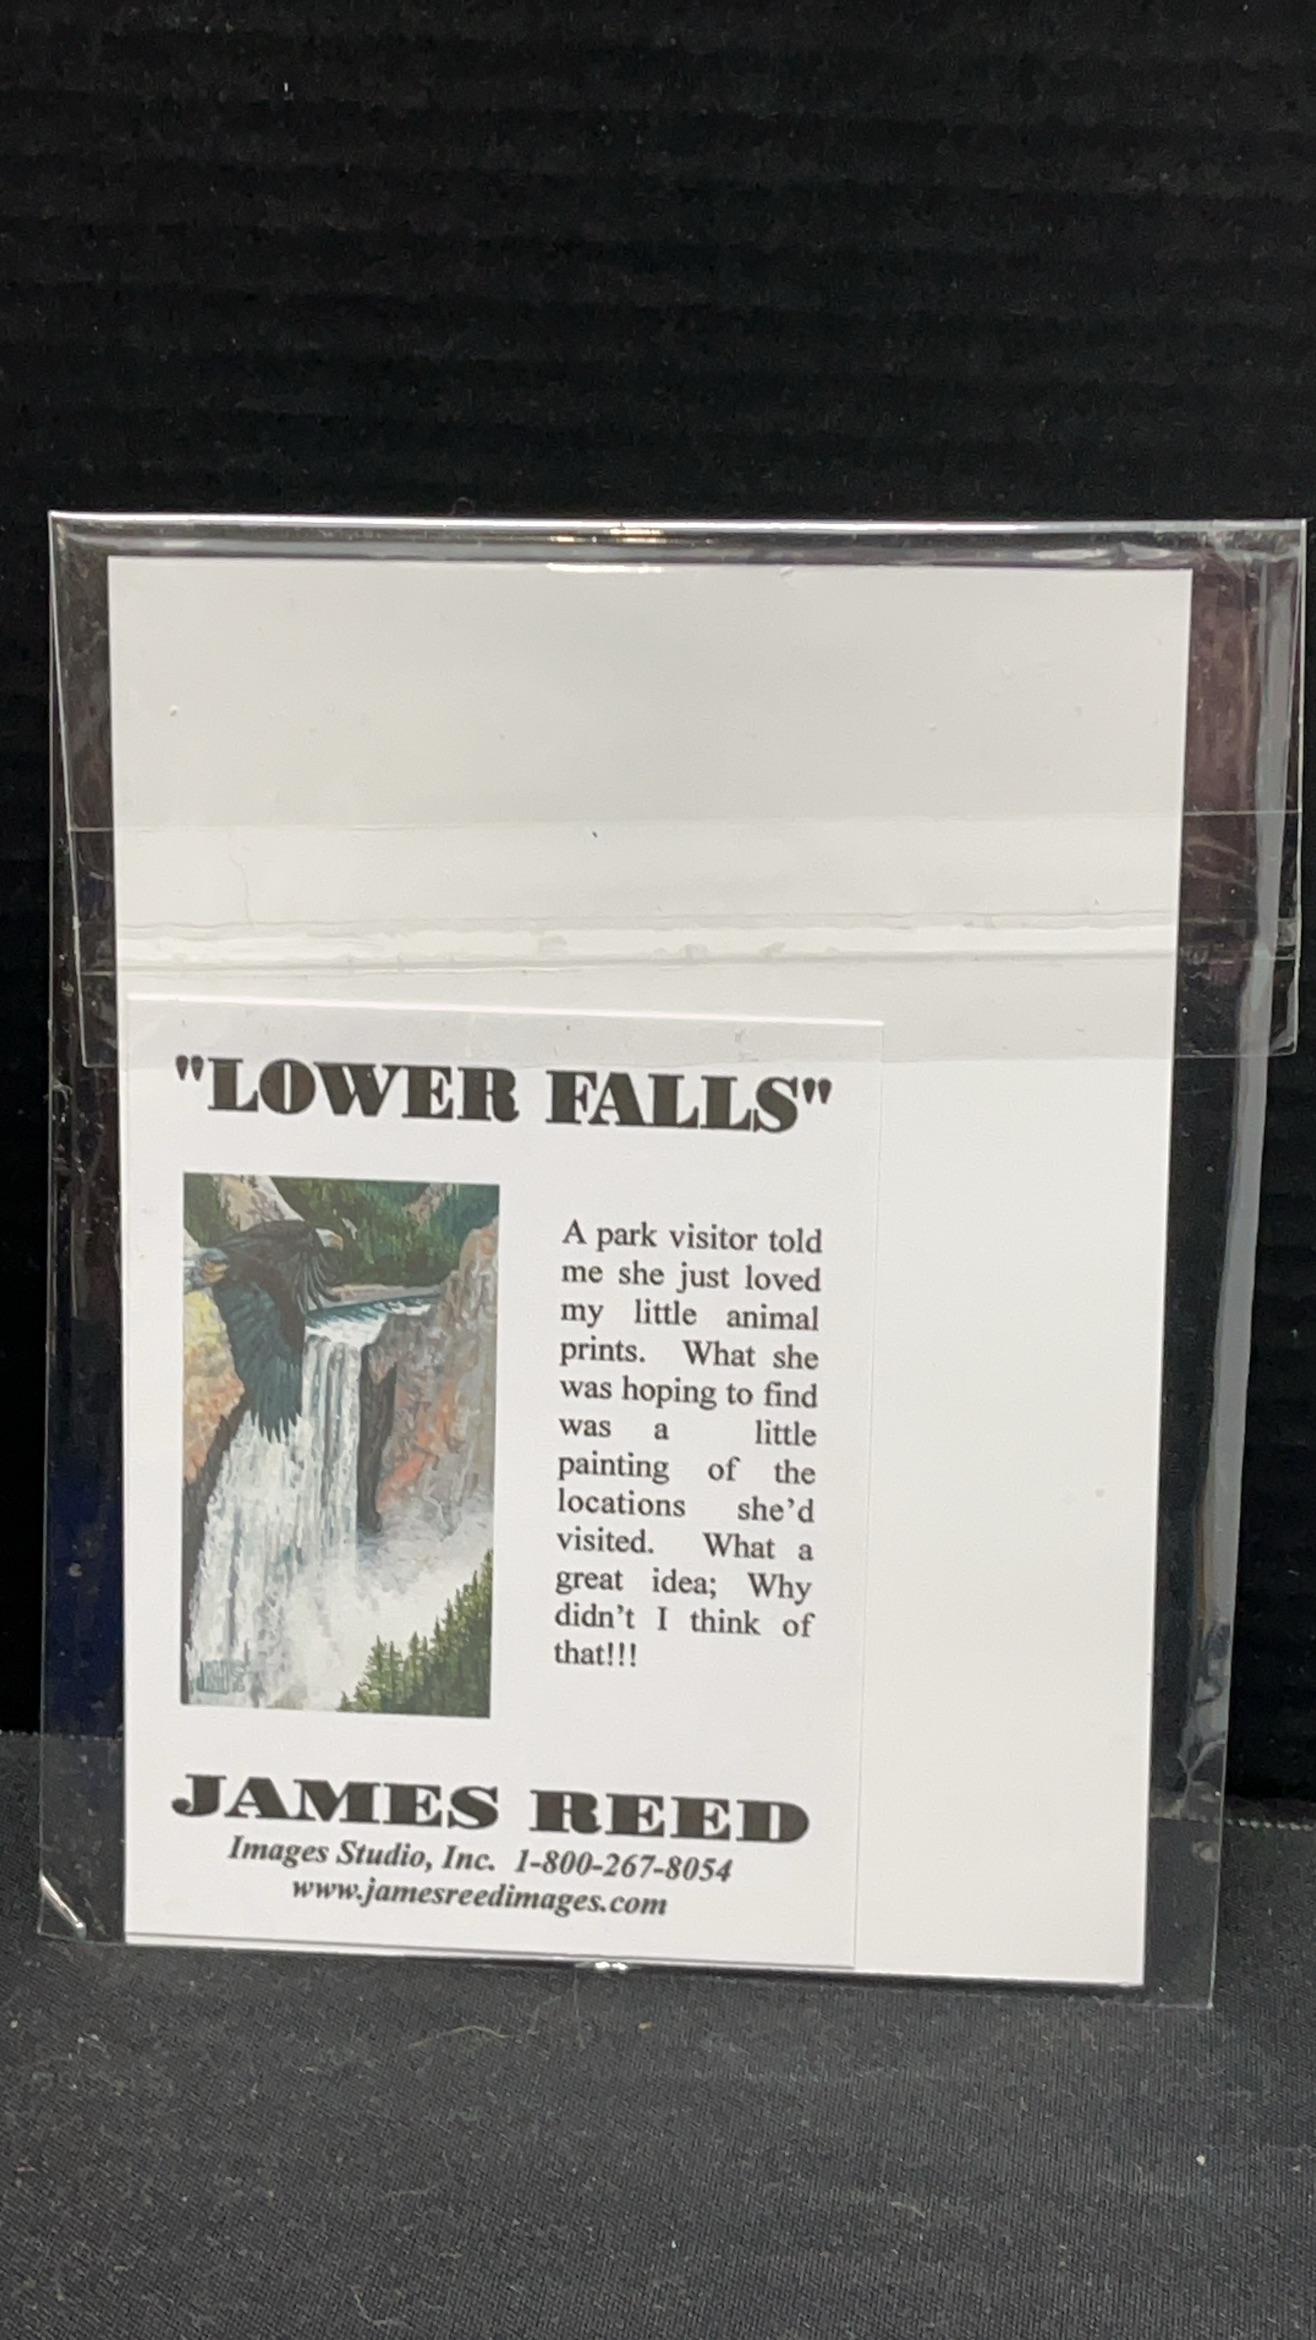 "LOWER FALLS"
A park visitor told
me she just loved
my little animal
prints. What she
was hoping to find
was a little
painting of the
locations she'd
visited. What a
great idea; Why
didn't I think of
that!!!
JAMES REED
Images Studio, Inc. 1-800-267-8054
www.jamesreedimages.com